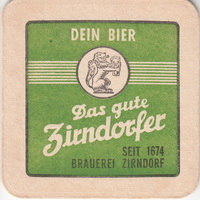 DEIN BIER
Das gute
Zirndorfer
SEIT 1674
BRAUEREI ZIRNDORF